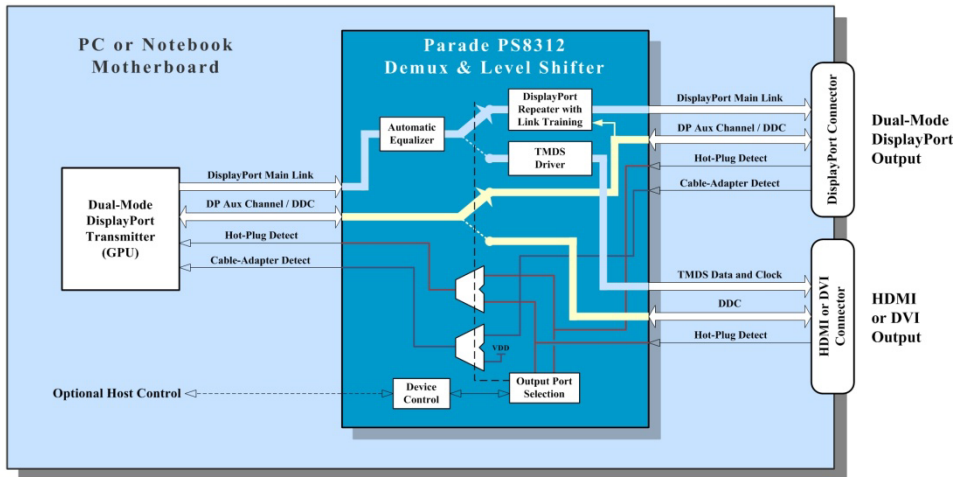 PC or Notebook
Motherboard
Parade PS8312
Demux & Level Shifter
DisplayPort
Repeater with
Link Training
Automatic
Equalizer
TMDS
Driver
DisplayPort Main Link
DP Aux Channel / DDC
Hot-Plug Detect
Cable-Adapter Detect
DisplayPort Connector
Dual-Mode
DisplayPort
Output
Dual-Mode
DisplayPort
Transmitter
(GPU)
DisplayPort Main Link
DP Aux Channel / DDC
Hot-Plug Detect
Cable-Adapter Detect
TMDS Data and Clock
DDC
Hot-Plug Detect
HDMI or DVI
Connector
HDMI
or DVI
Output
VDD
Optional Host Control
Device
Control
Output Port
Selection